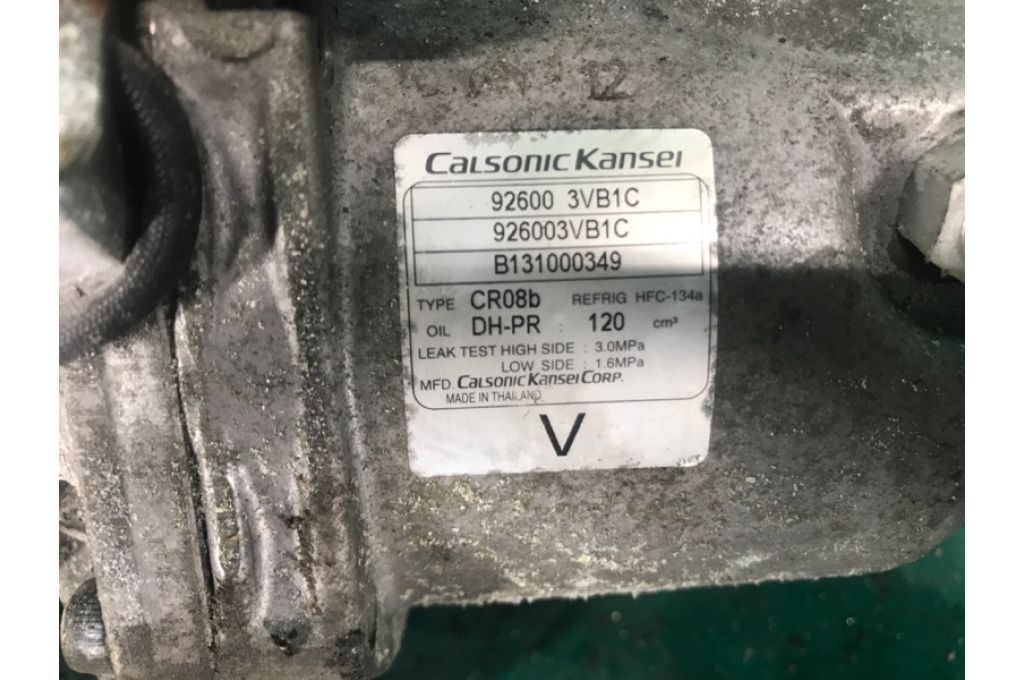 12
Calsonic Kansei
92600 3VB1C
926003VB1C
B131000349
TYPE CR08b REFRIG HFC-134a
OIL DH-PR : 120 cm³
LEAK TEST HIGH SIDE : 3.0MPa
LOW SIDE : 1.6MPa
MFD. CALSONIC KANSEI CORP.
MADE IN THAILAND
V